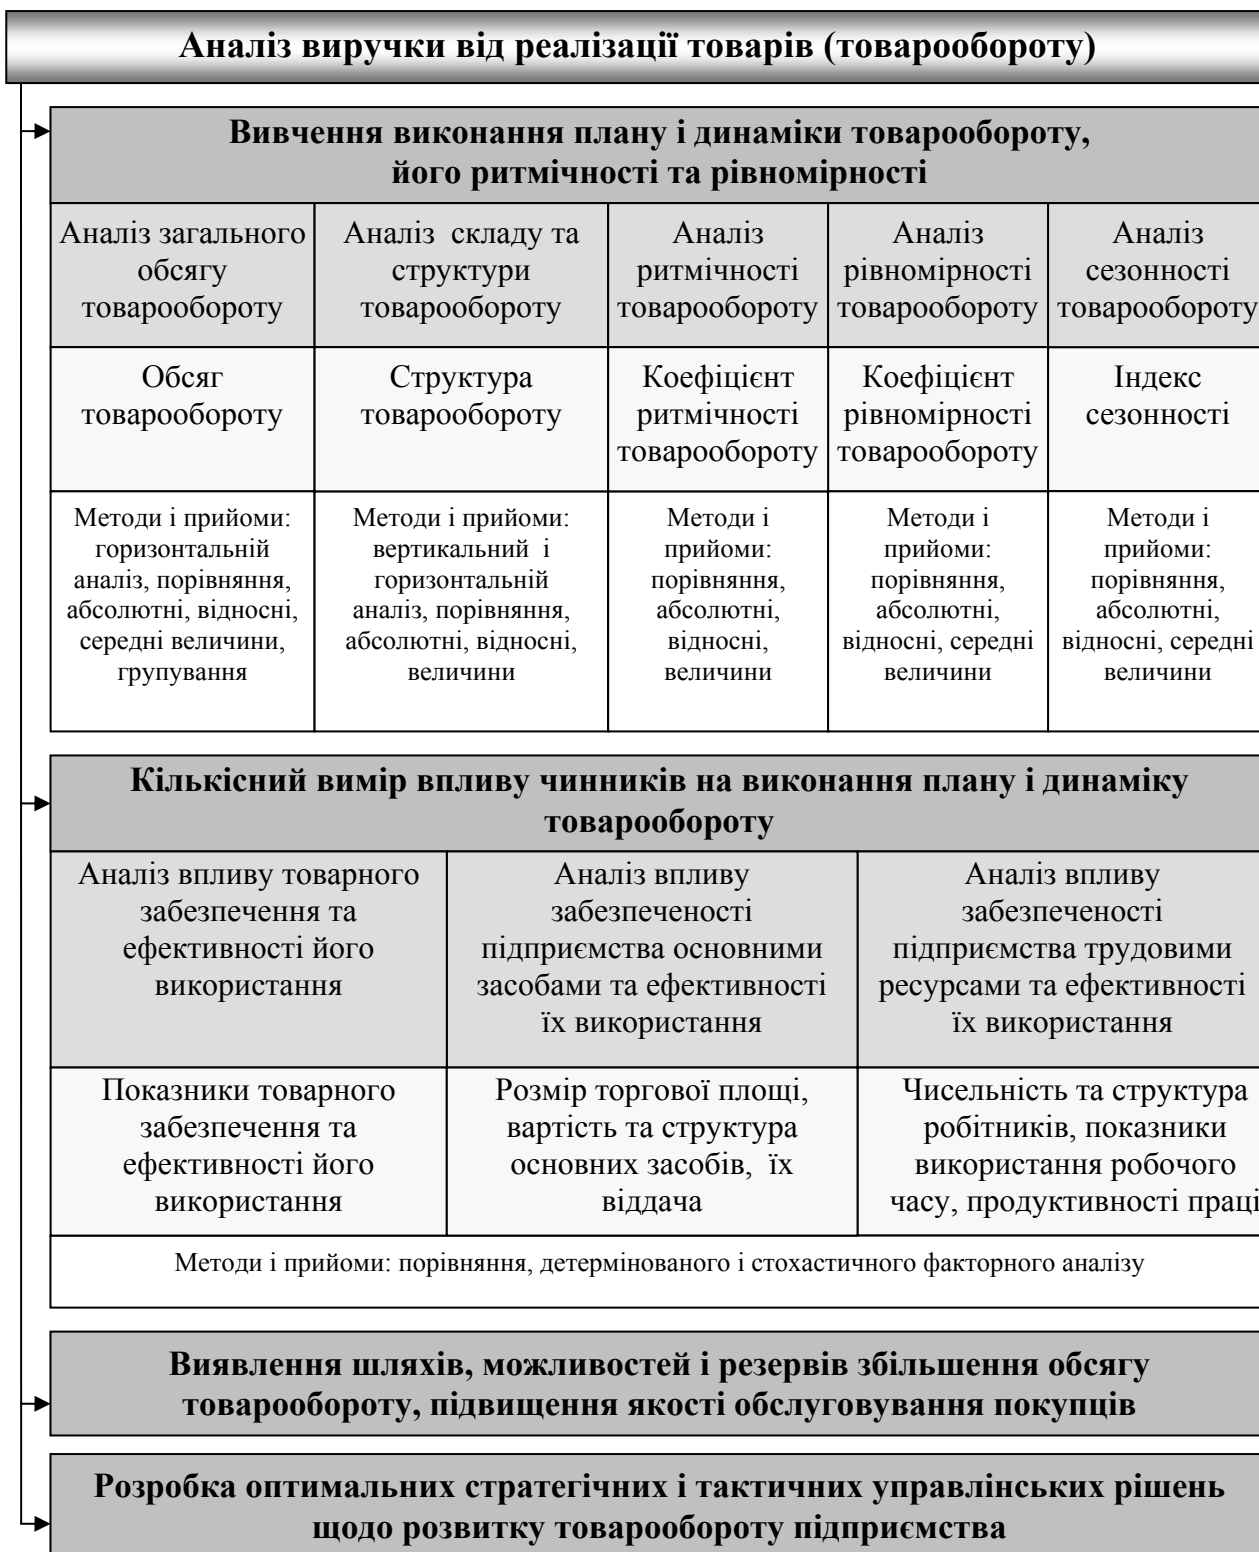 Аналіз виручки від реалізації товарів (товарообороту)
Вивчення виконання плану і динаміки товарообороту,
його ритмічності та рівномірності
Аналіз загального
обсягу
товарообороту
Аналіз складу та
структури
товарообороту
Аналіз
ритмічності
товарообороту
Аналіз
рівномірності
товарообороту
Аналіз
сезонності
товарообороту
Обсяг
товарообороту
Структура
товарообороту
Коефіцієнт
ритмічності
товарообороту
Коефіцієнт
рівномірності
товарообороту
Індекс
сезонності
Методи і прийоми:
горизонтальній
аналіз, порівняння,
абсолютні, відносні,
середні величини,
групування
Методи і прийоми:
вертикальний і
горизонтальній
аналіз, порівняння,
абсолютні, відносні,
величини
Методи і
прийоми:
порівняння,
абсолютні,
відносні,
величини
Методи і
прийоми:
порівняння,
абсолютні,
відносні, середні
величини
Методи і
прийоми:
порівняння,
абсолютні,
відносні, середні
величини
Кількісний вимір впливу чинників на виконання плану і динаміку
товарообороту
Аналіз впливу товарного
забезпечення та
ефективності його
використання
Аналіз впливу
забезпеченості
підприємства основними
засобами та ефективності
їх використання
Аналіз впливу
забезпеченості
підприємства трудовими
ресурсами та ефективності
їх використання
Показники товарного
забезпечення та
ефективності його
використання
Розмір торгової площі,
вартість та структура
основних засобів, їх
віддача
Чисельність та структура
робітників, показники
використання робочого
часу, продуктивності праці
Методи і прийоми: порівняння, детермінованого і стохастичного факторного аналізу
Виявлення шляхів, можливостей і резервів збільшення обсягу
товарообороту, підвищення якості обслуговування покупців
Розробка оптимальних стратегічних і тактичних управлінських рішень
щодо розвитку товарообороту підприємства